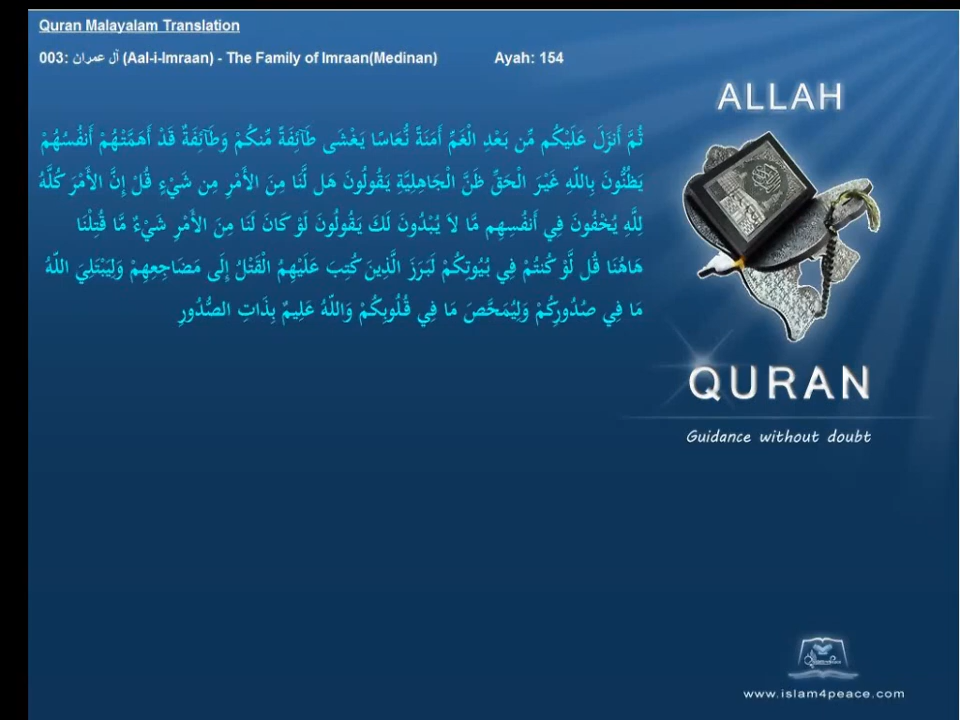 Quran Malayalam Translation
003: آل عمران (Aal-i-Imraan) - The Family of Imraan(Medinan) Ayah: 154
ALLAH
ثُمَّ أَنزَلَ عَلَيْكُم مِّن بَعْدِ الْغَمِّ أَمَنَةً نُّعَاسًا يَغْشَى طَآئِفَةً مِّنكُمْ وَطَآئِفَةٌ قَدْ أَهَمَّتْهُمْ أَنفُسُهُمْ
يَظُنُّونَ بِاللّهِ غَيْرَ الْحَقِّ ظَنَّ الْجَاهِلِيَّةِ يَقُولُونَ هَل لَّنَا مِنَ الأَمْرِ مِن شَيْءٍ قُلْ إِنَّ الأَمْرَ كُلَّهُ
لِلَّهِ يُخْفُونَ فِي أَنفُسِهِم مَّا لاَ يُبْدُونَ لَكَ يَقُولُونَ لَوْ كَانَ لَنَا مِنَ الأَمْرِ شَيْءٌ مَّا قُتِلْنَا
هَاهُنَا قُل لَّوْ كُنتُمْ فِي بُيُوتِكُمْ لَبَرَزَ الَّذِينَ كُتِبَ عَلَيْهِمُ الْقَتْلُ إِلَى مَضَاجِعِهِمْ وَلِيَبْتَلِيَ اللّهُ
مَا فِي صُدُورِكُمْ وَلِيُمَحَّصَ مَا فِي قُلُوبِكُمْ وَاللّهُ عَلِيمٌ بِذَاتِ الصُّدُورِ
QURAN
Guidance without doubt
www.islam4peace.com